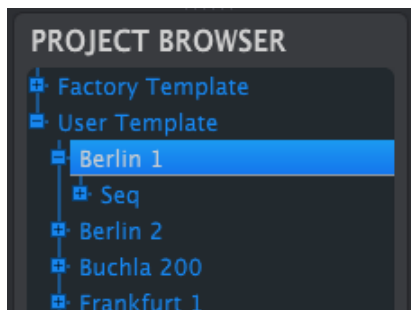 PROJECT BROWSER
Factory Template
User Template
Berlin 1
Seq
Berlin 2
Buchla 200
Frankfurt 1